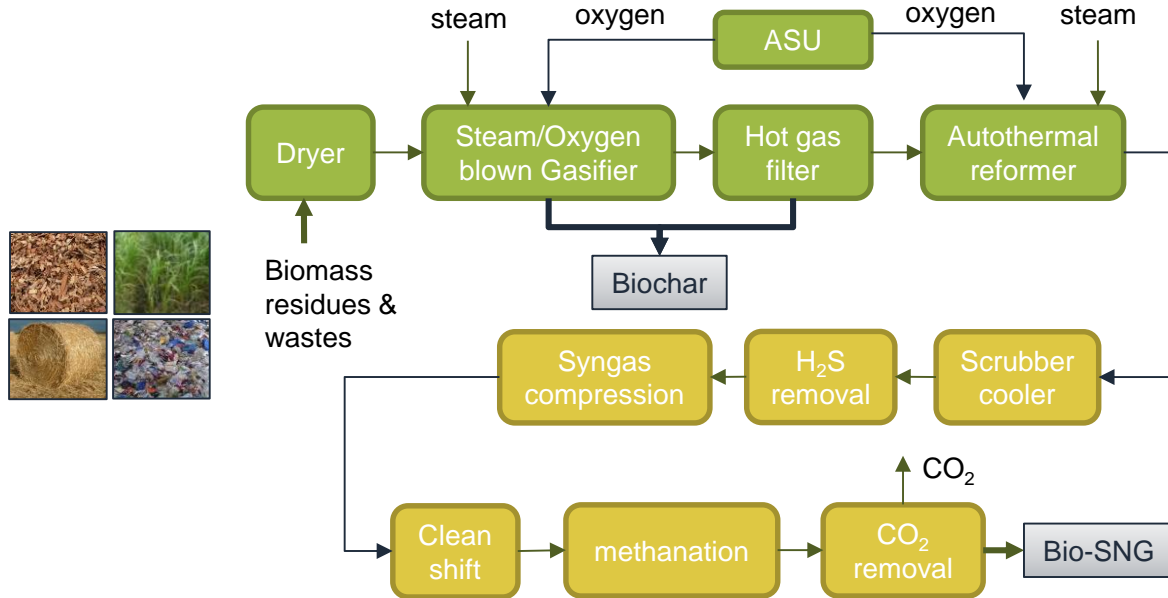 steam
oxygen
ASU
oxygen
steam
Dryer
Steam/Oxygen
blown Gasifier
Hot gas
filter
Autothermal
reformer
Biomass
residues &
wastes
Biochar
Syngas
compression
H₂S
removal
Scrubber
cooler
CO₂
Clean
shift
methanation
CO₂
removal
Bio-SNG